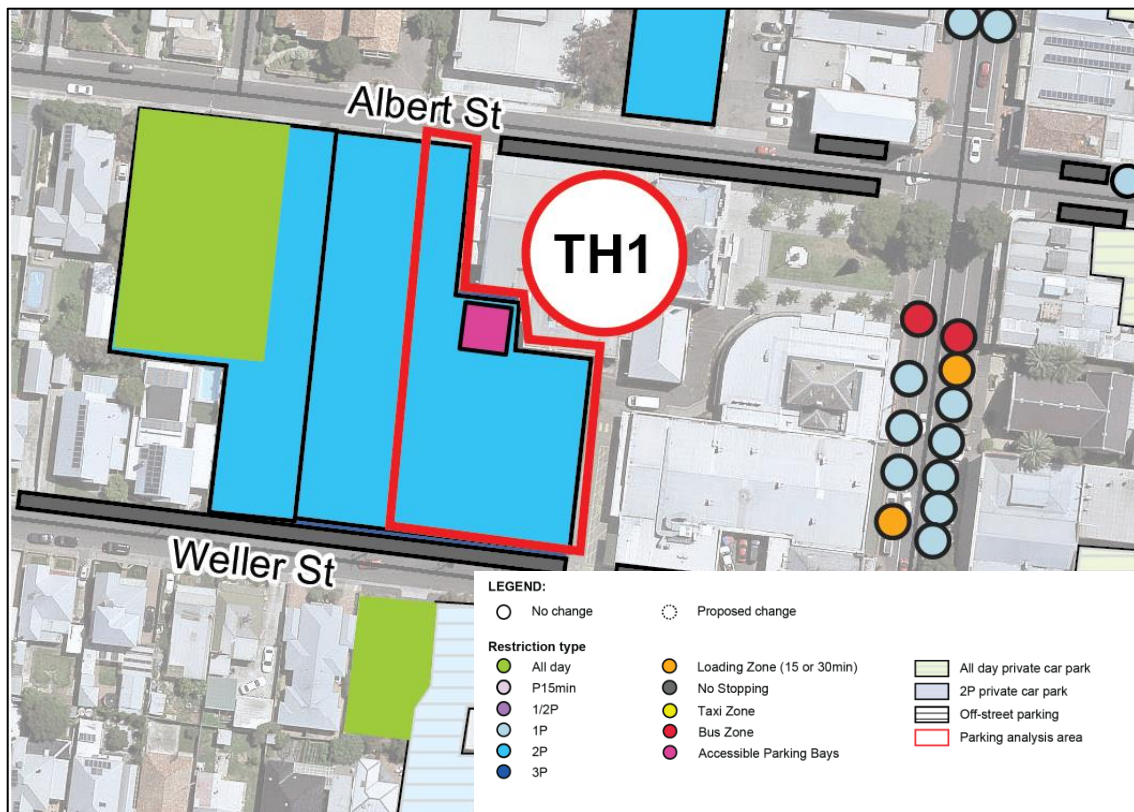 Albert St
TH1
Weller St
LEGEND:
No change
Proposed change
Restriction type
All day
P15min
1/2P
1P
2P
3P
Loading Zone (15 or 30min)
No Stopping
Taxi Zone
Bus Zone
Accessible Parking Bays
All day private car park
2P private car park
Off-street parking
Parking analysis area